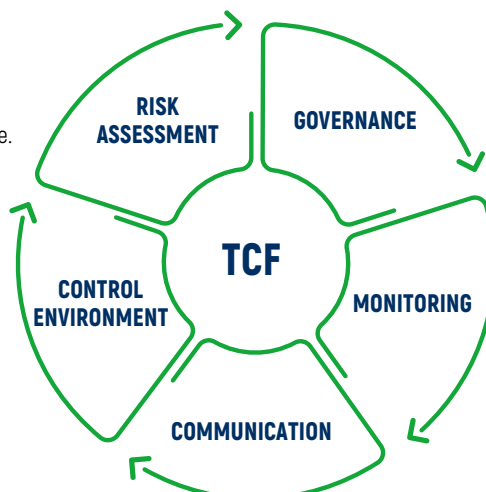 RISK
ASSESSMENT
GOVERNANCE
e.
TCF
CONTROL
ENVIRONMENT
MONITORING
COMMUNICATION